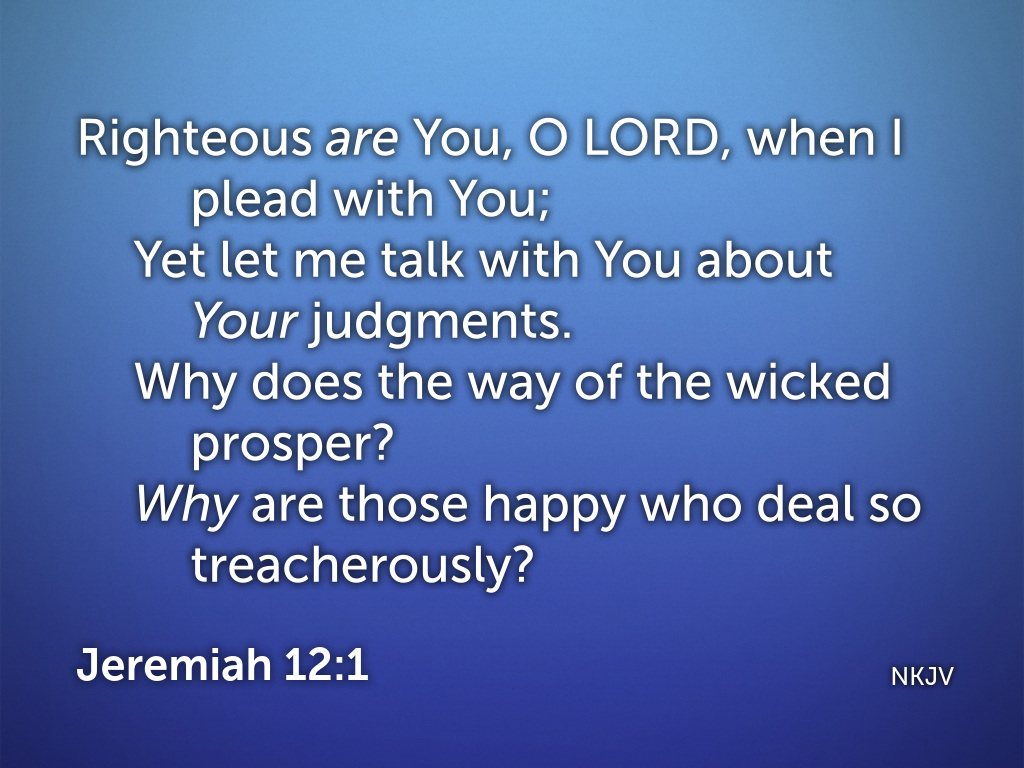 Righteous are You, O LORD, when I
plead with You;
Yet let me talk with You about
Your judgments.
Why does the way of the wicked
prosper?
Why are those happy who deal so
treacherously?
Jeremiah 12:1
NKJV